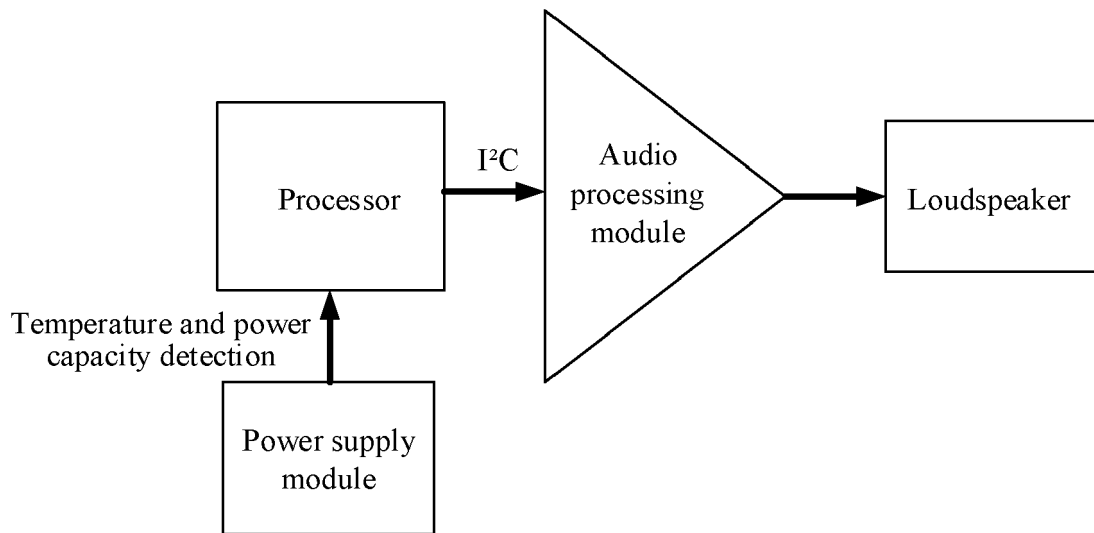 Processor
I²C
Audio
processing
module
Loudspeaker
Temperature and power
capacity detection
Power supply
module